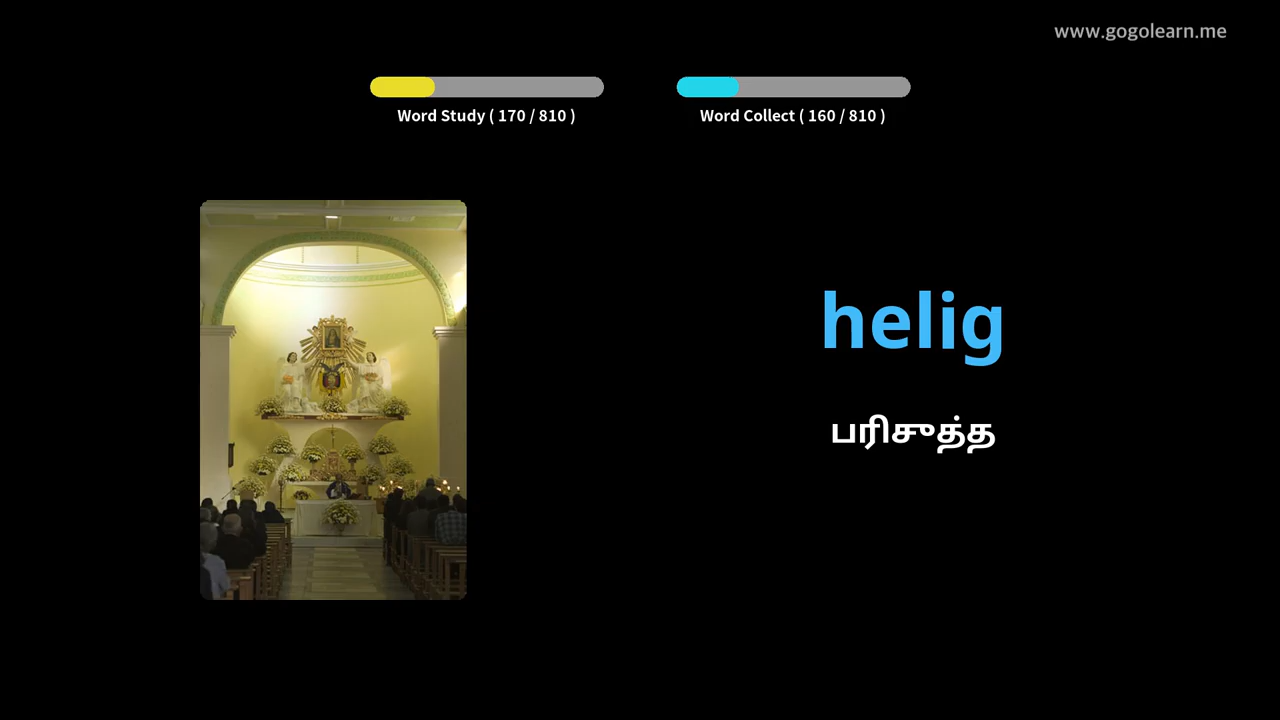 www.gogolearn.me
Word Study ( 170 / 810 )
Word Collect ( 160 / 810 )
helig
பரிசுத்த